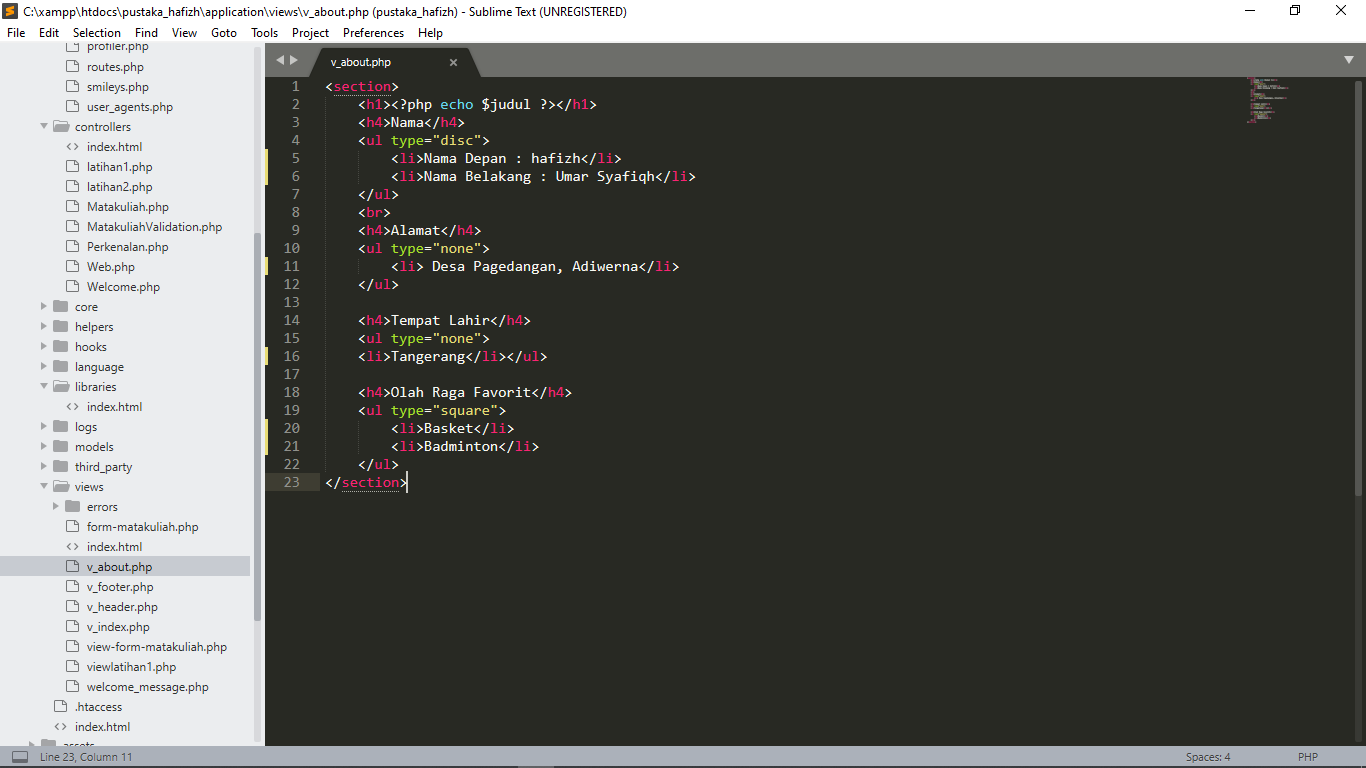 C:\xampp\htdocs\pustaka_hafizh\application\views\v_about.php (pustaka_hafizh) - Sublime Text (UNREGISTERED)
File Edit Selection Find View Goto Tools Project Preferences Help
profiler.php
routes.php
smileys.php
user_agents.php
controllers
index.html
latihan1.php
latihan2.php
Matakuliah.php
MatakuliahValidation.php
Perkenalan.php
Web.php
Welcome.php
core
helpers
hooks
language
libraries
index.html
logs
models
third_party
views
errors
form-matakuliah.php
index.html
v_about.php
v_footer.php
v_header.php
v_index.php
view-form-matakuliah.php
viewlatihan1.php
welcome_message.php
.htaccess
index.html
assets
v_about.php
1 <section>
2 <h1><?php echo $judul ?></h1>
3 <h4>Nama</h4>
4 <ul type="disc">
5 <li>Nama Depan : hafizh</li>
6 <li>Nama Belakang : Umar Syafiqh</li>
7 </ul>
8 <br>
9 <h4>Alamat</h4>
10 <ul type="none">
11 <li> Desa Pagedangan, Adiwerna</li>
12 </ul>
13
14 <h4>Tempat Lahir</h4>
15 <ul type="none">
16 <li>Tangerang</li></ul>
17
18 <h4>Olah Raga Favorit</h4>
19 <ul type="square">
20 <li>Basket</li>
21 <li>Badminton</li>
22 </ul>
23 </section>
Line 23, Column 11 Spaces: 4 PHP